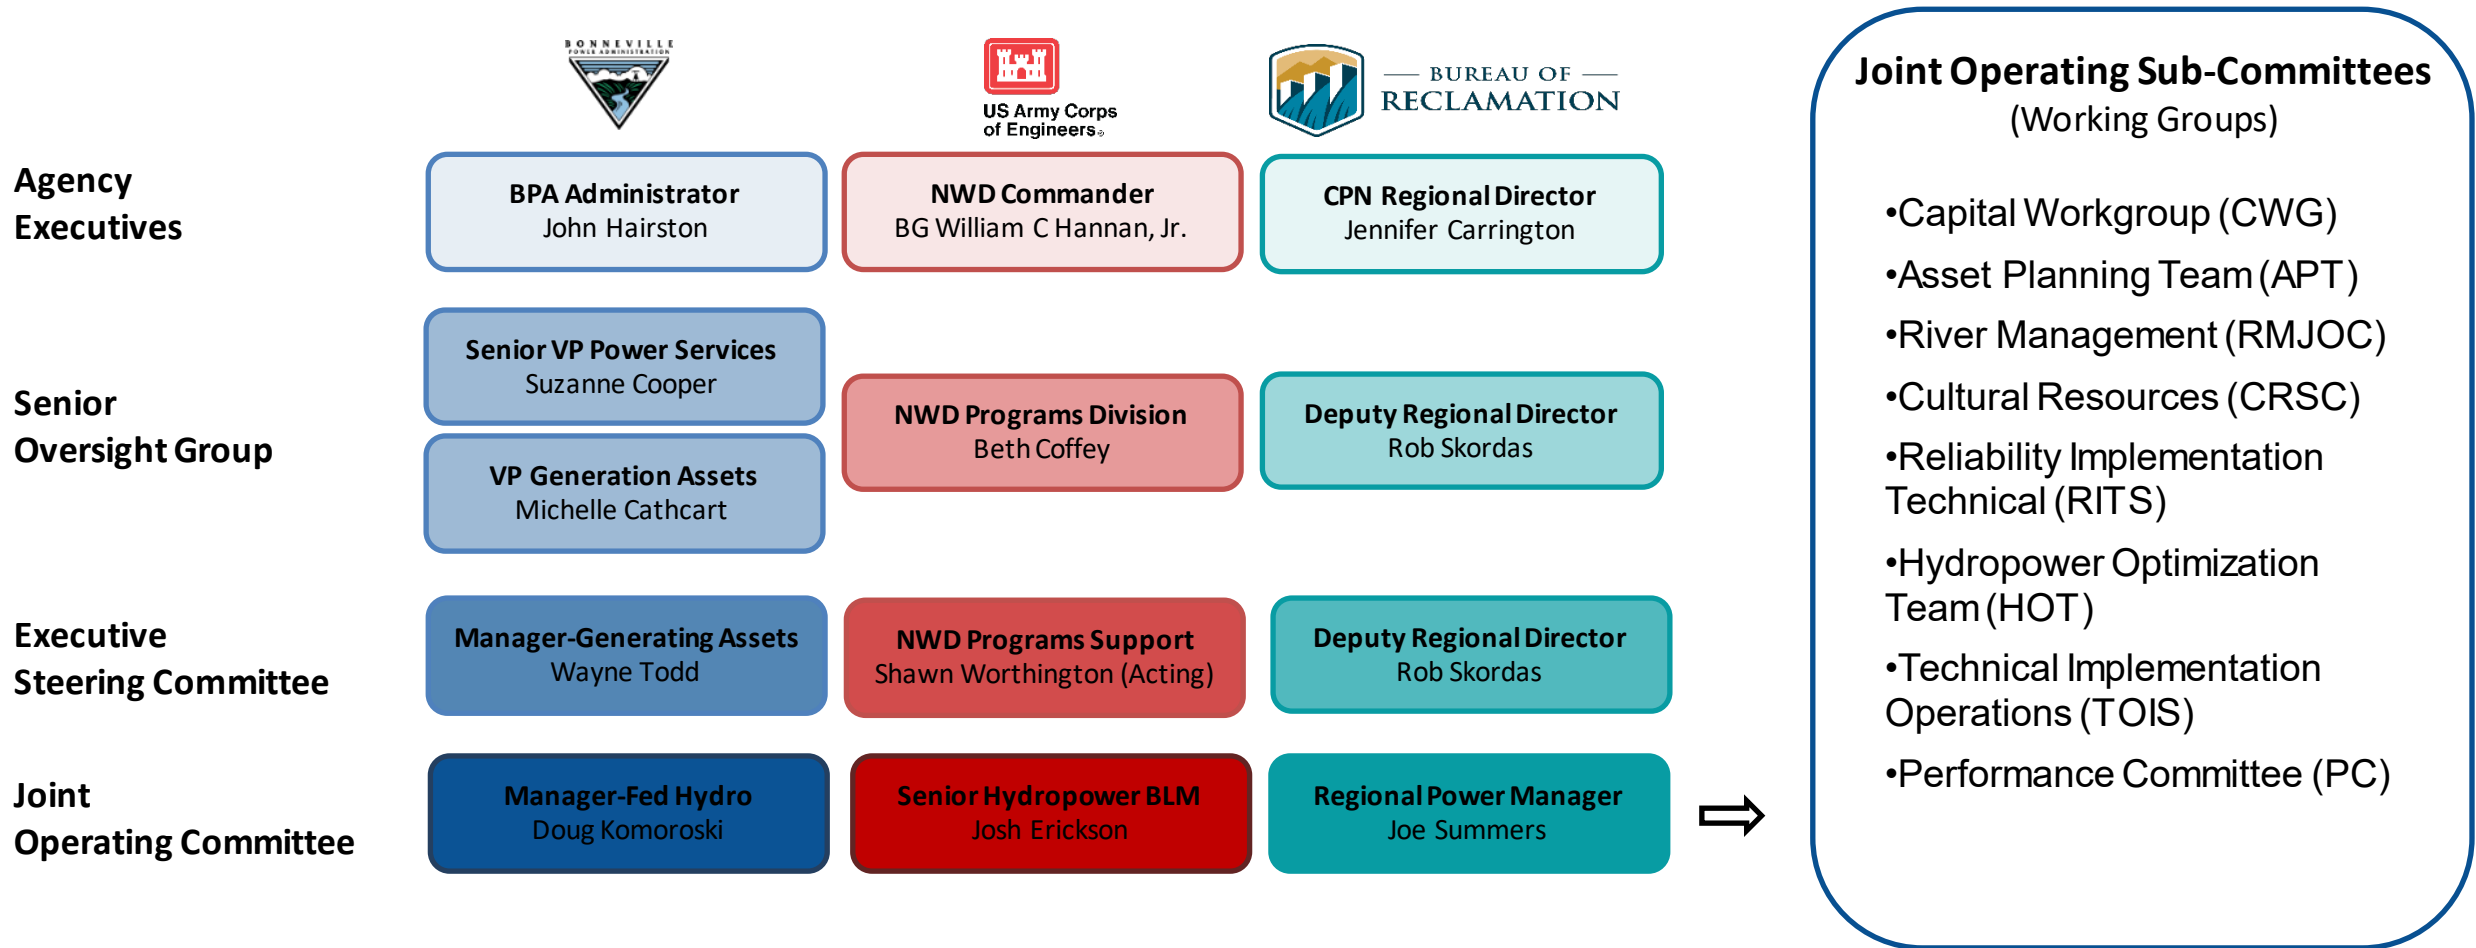 BONNEVILLE
POWER ADMINISTRATION
US Army Corps
of Engineers®
BUREAU OF
RECLAMATION
Agency
Executives
BPA Administrator
John Hairston
NWD Commander
BG William C Hannan, Jr.
CPN Regional Director
Jennifer Carrington
Senior
Oversight Group
Senior VP Power Services
Suzanne Cooper
VP Generation Assets
Michelle Cathcart
NWD Programs Division
Beth Coffey
Deputy Regional Director
Rob Skordas
Executive
Steering Committee
Manager-Generating Assets
Wayne Todd
NWD Programs Support
Shawn Worthington (Acting)
Deputy Regional Director
Rob Skordas
Joint
Operating Committee
Manager-Fed Hydro
Doug Komoroski
Senior Hydropower BLM
Josh Erickson
Regional Power Manager
Joe Summers
Joint Operating Sub-Committees
(Working Groups)
•Capital Workgroup (CWG)
•Asset Planning Team (APT)
•River Management (RMJOC)
•Cultural Resources (CRSC)
•Reliability Implementation
Technical (RITS)
•Hydropower Optimization
Team (HOT)
•Technical Implementation
Operations (TOIS)
•Performance Committee (PC)